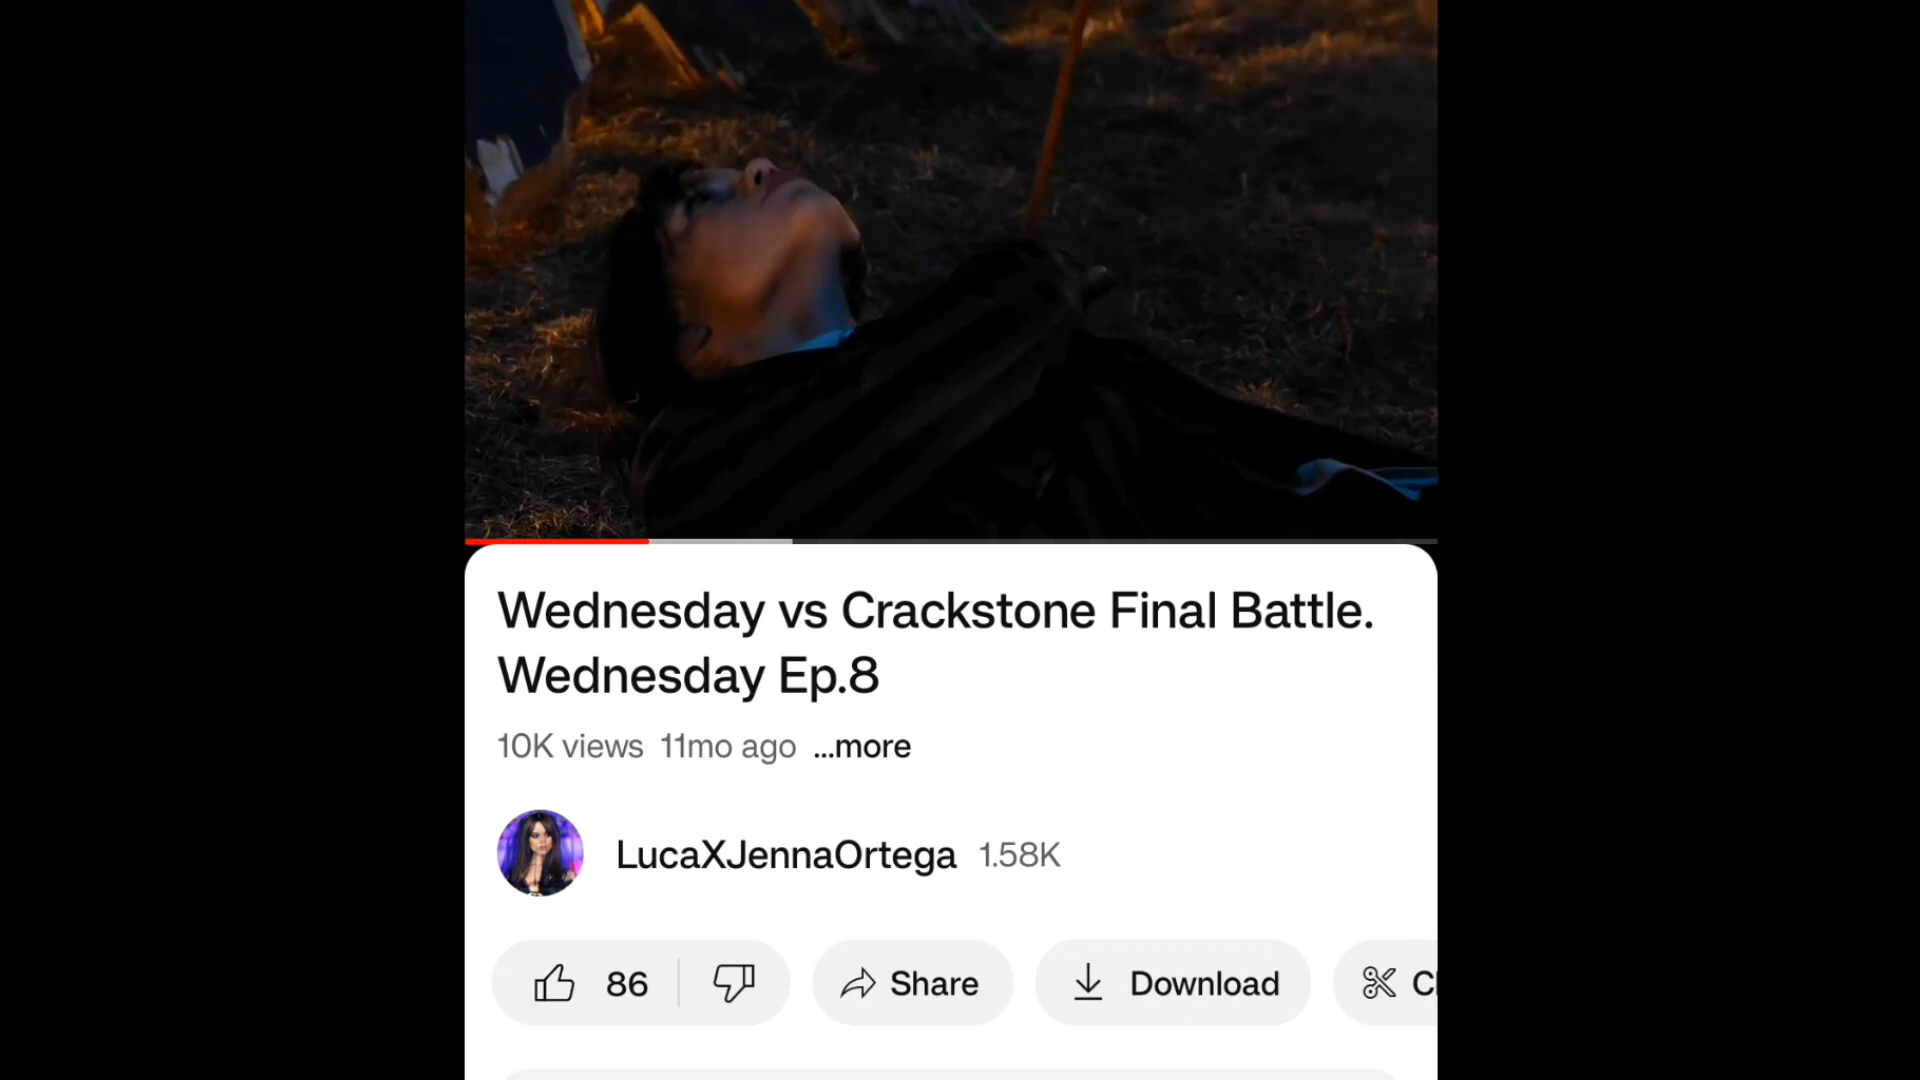 Wednesday vs Crackstone Final Battle.
Wednesday Ep.8
10K views 11mo ago ...more
LucaXJennaOrtega 1.58K
86 Share Download